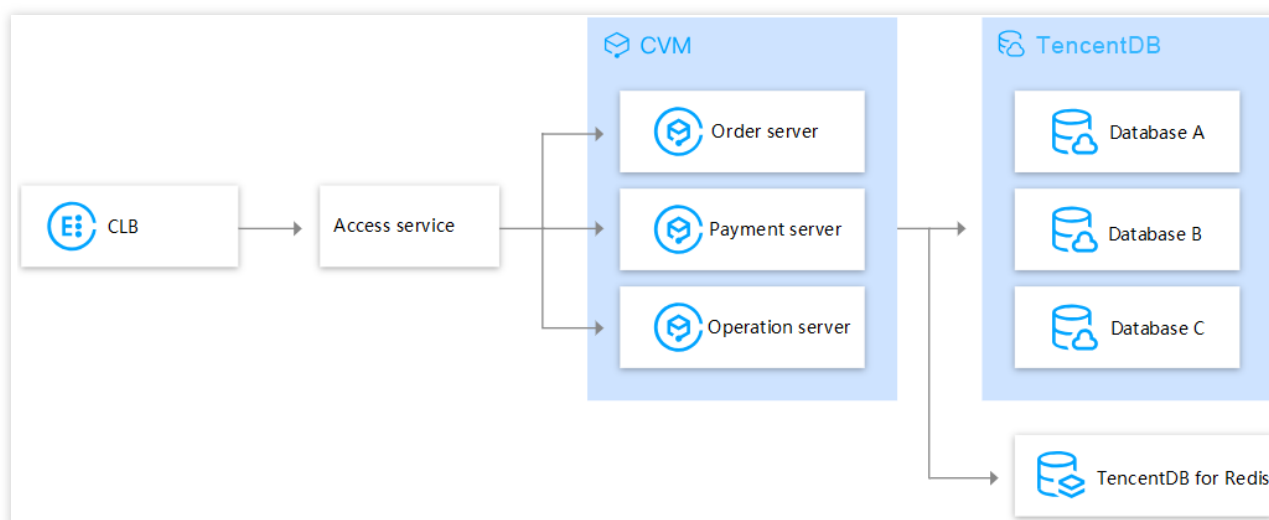 CVM
TencentDB
Order server
Database A
CLB
Access service
Payment server
Database B
Operation server
Database C
TencentDB for Redis